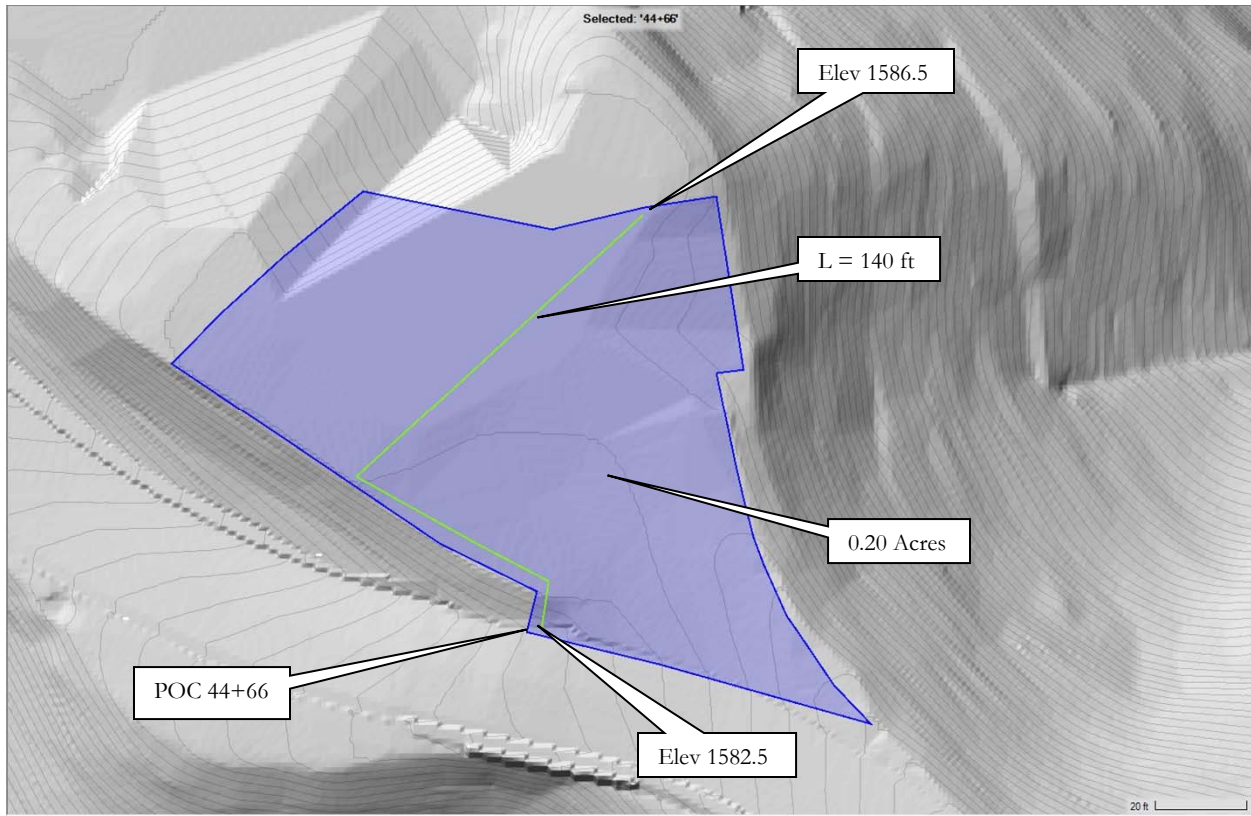 Selected: '44+66'
Elev 1586.5
L = 140 ft
0.20 Acres
POC 44+66
Elev 1582.5
20 ft